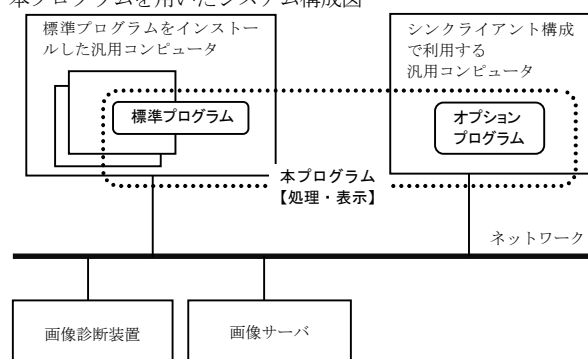 本プログラムを用いたシステム構成図
標準プログラムをインストー
ルした汎用コンピュータ
標準プログラム
シンクライアント構成
で利用する
汎用コンピュータ
オプション
プログラム
本プログラム
【処理・表示】
ネットワーク
画像診断装置
画像サーバ